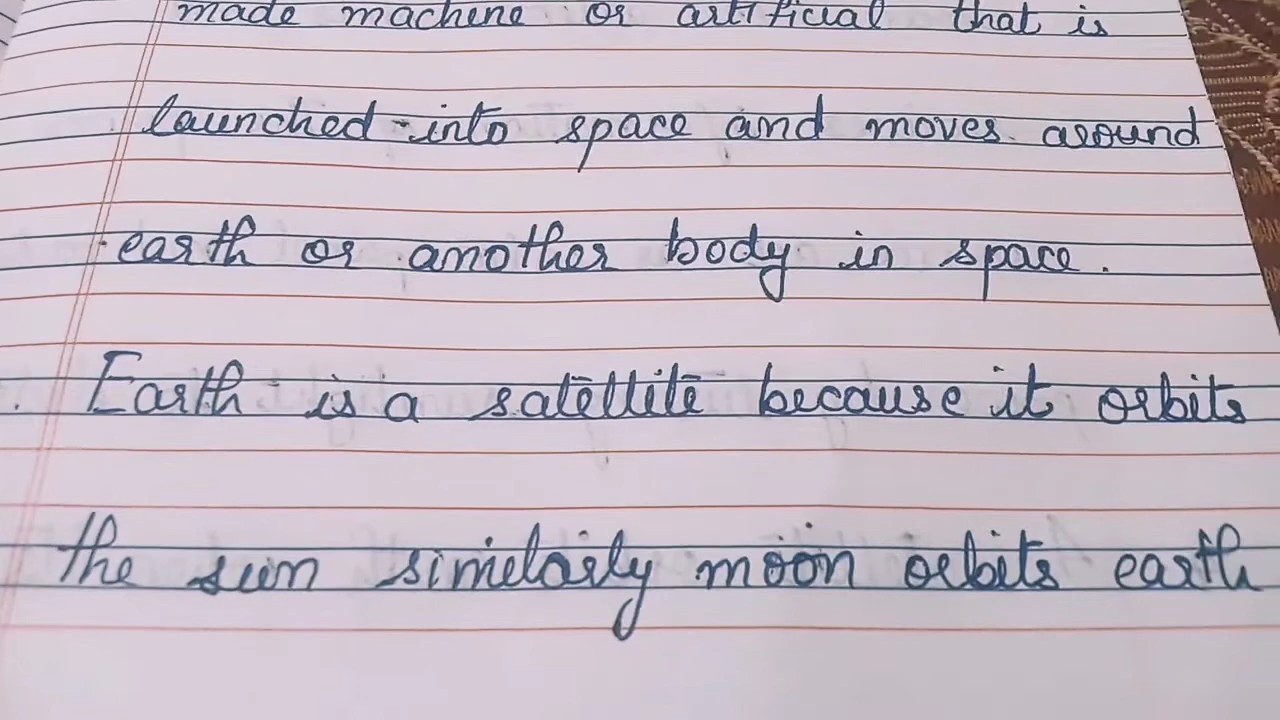 made machine or artificial that is
launched into space and moves around
earth or another body in space.
Earth is a satellite because it orbits
the sun similarly moon orbits earth